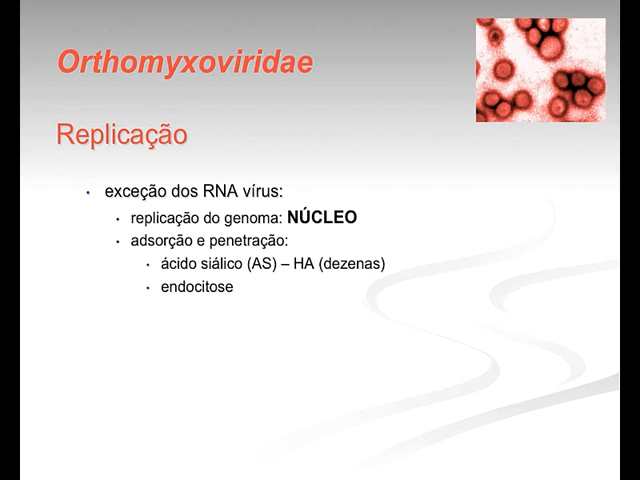 Orthomyxoviridae
Replicação
• exceção dos RNA vírus:
• replicação do genoma: NÚCLEO
• adsorção e penetração:
• ácido siálico (AS) – HA (dezenas)
• endocitose